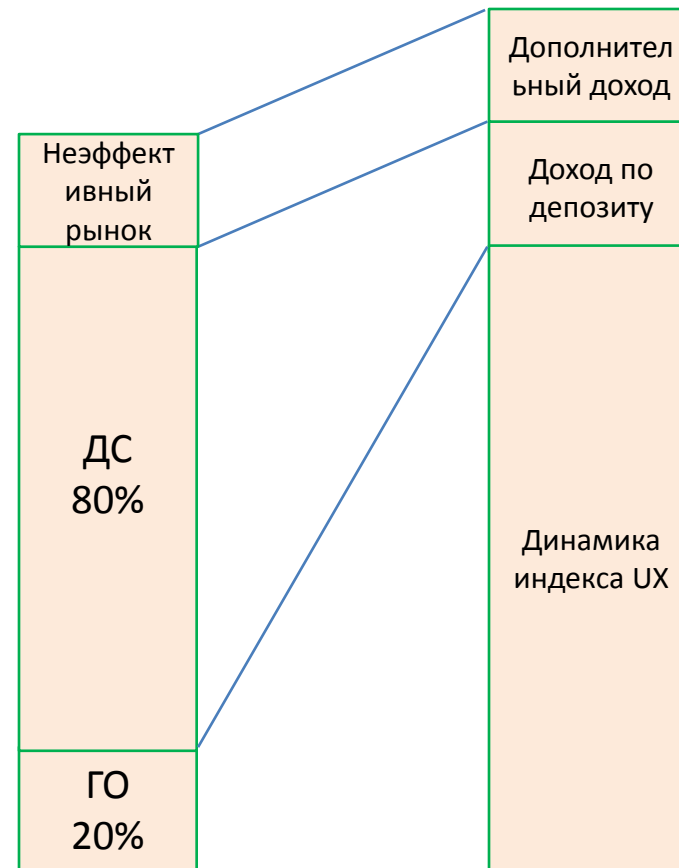 Неэффект
ивный
рынок
ДС
80%
ГО
20%
Дополнител
ьный доход
Доход по
депозиту
Динамика
индекса UX